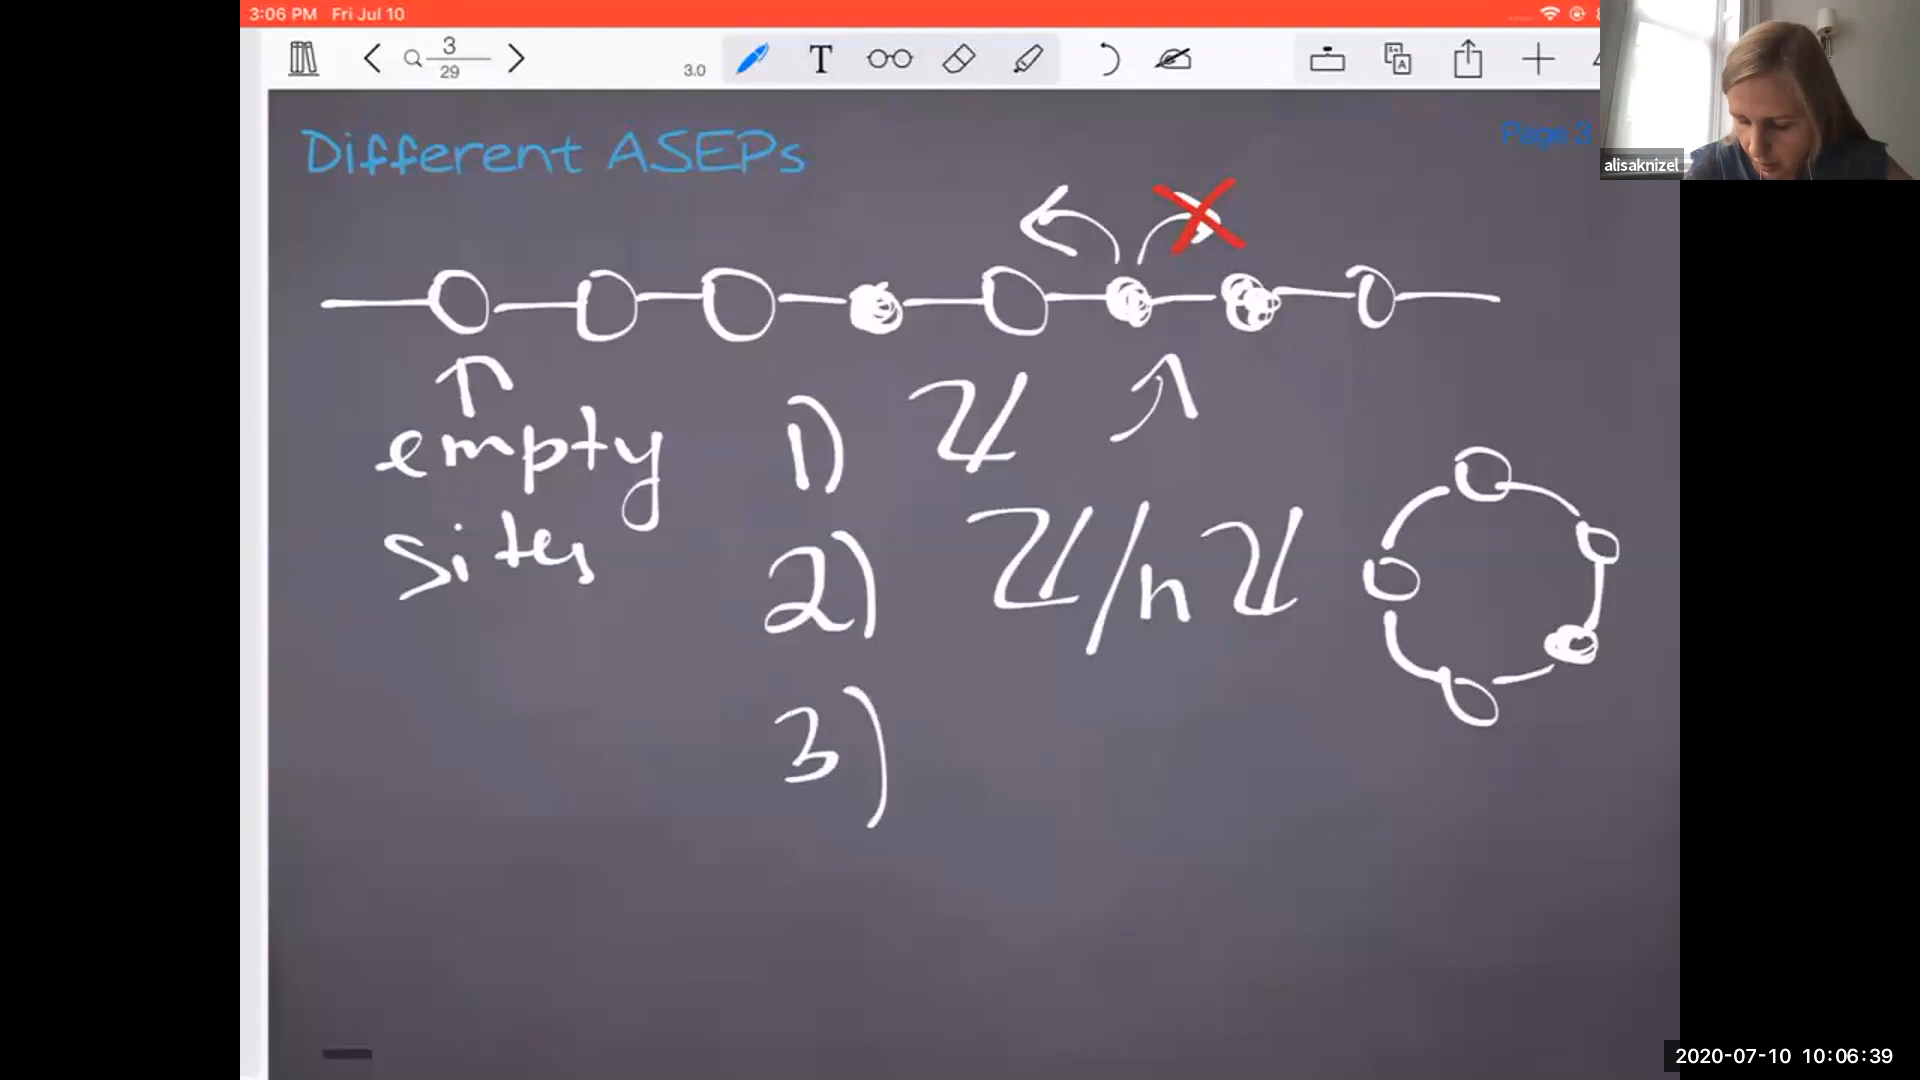 3:06 PM Fri Jul 10
3
29
3.0
T
Different ASEPs
Page 3
alisaknizel
empty
sites
1) ℤ
2) ℤ/nℤ
3)
2020-07-10 10:06:39